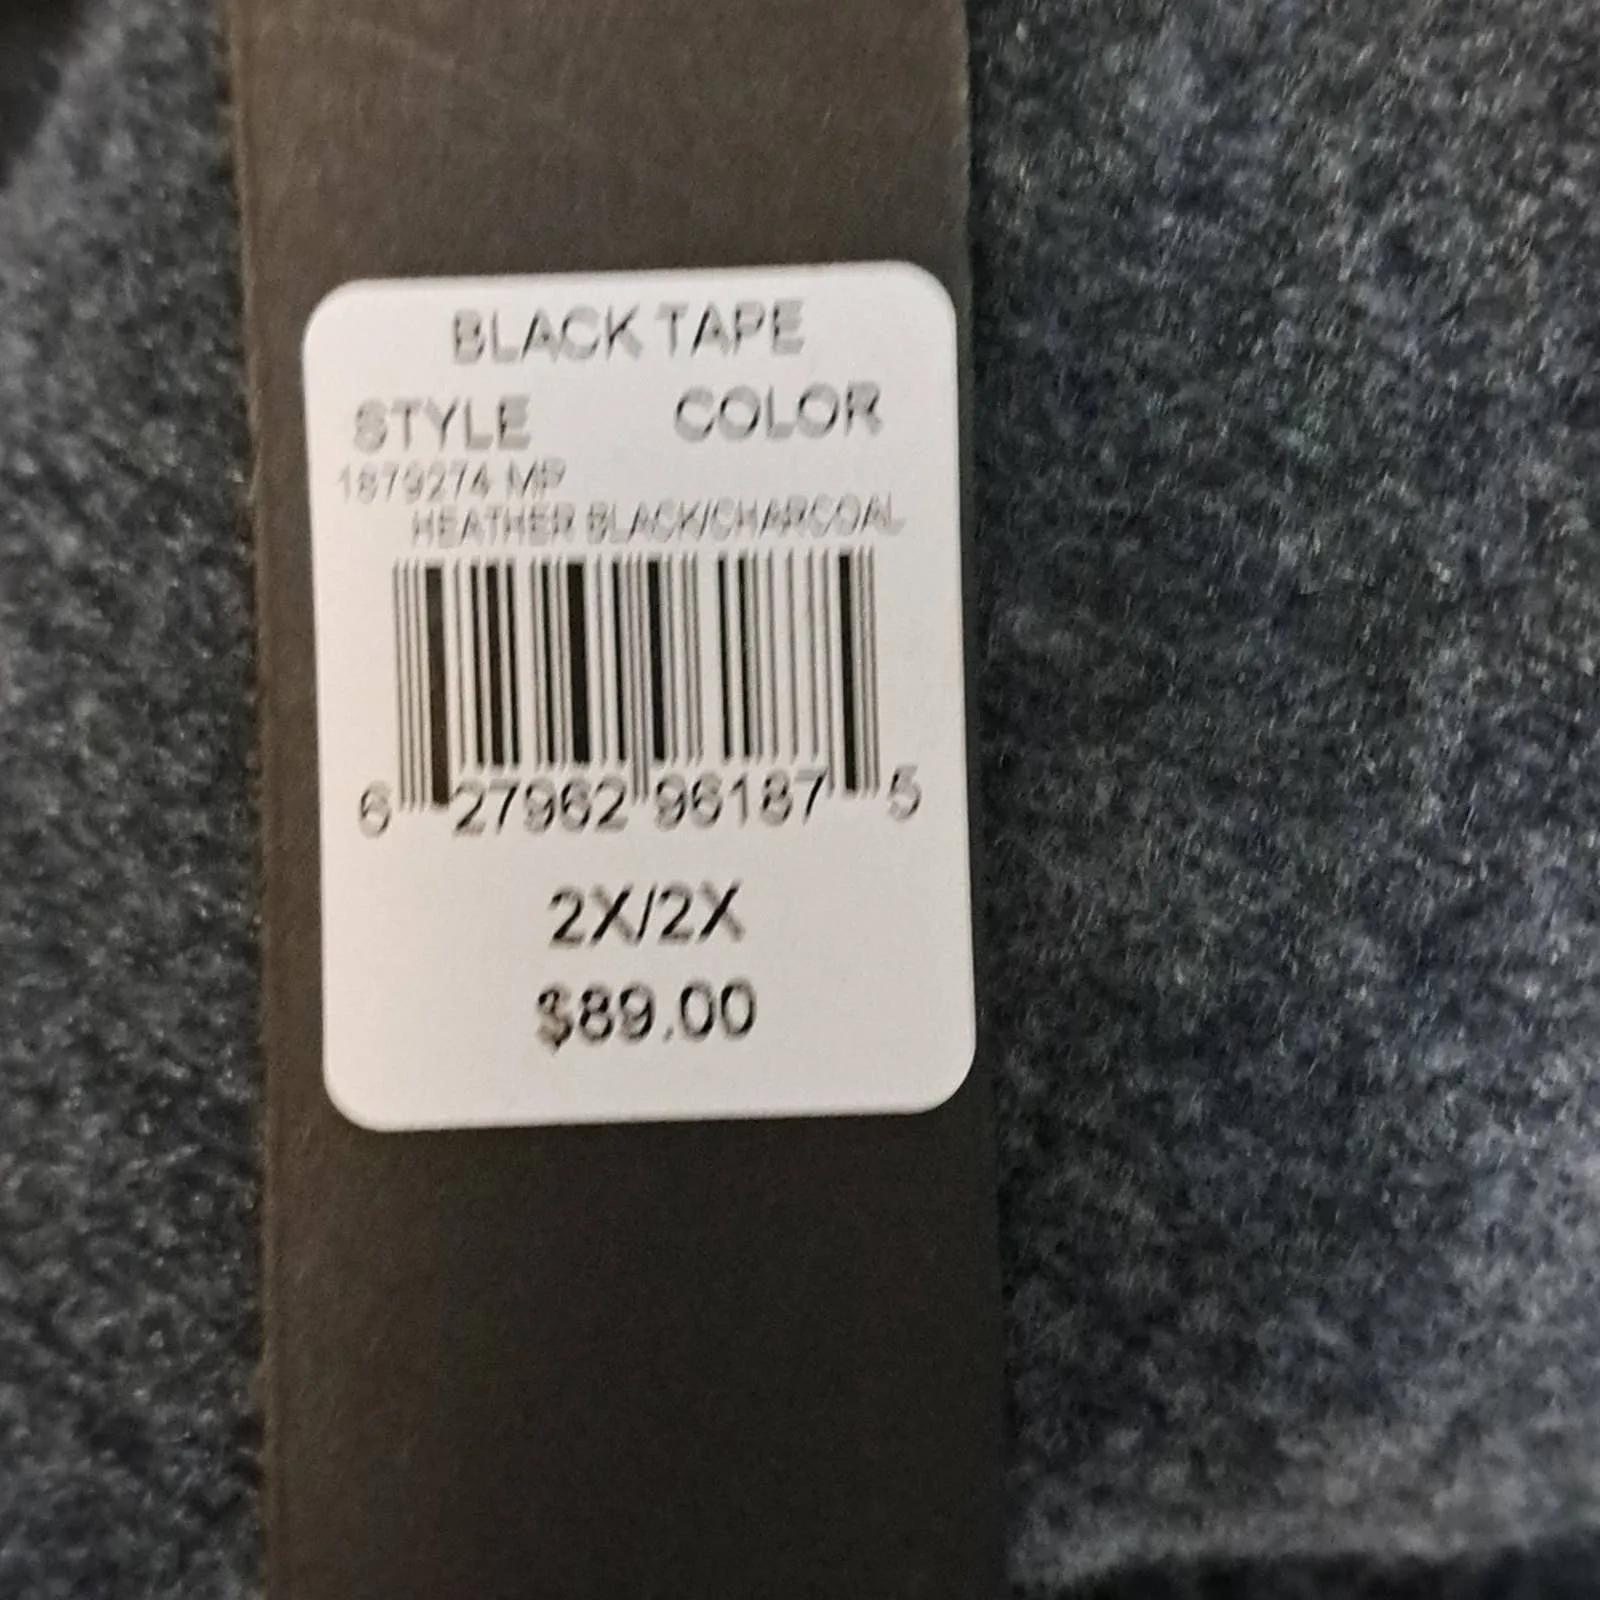 BLACK TAPE
STYLE COLOR
1879274 MP
HEATHER BLACK/CHARCOAL
6 27962 96187 5
2X/2X
$89.00